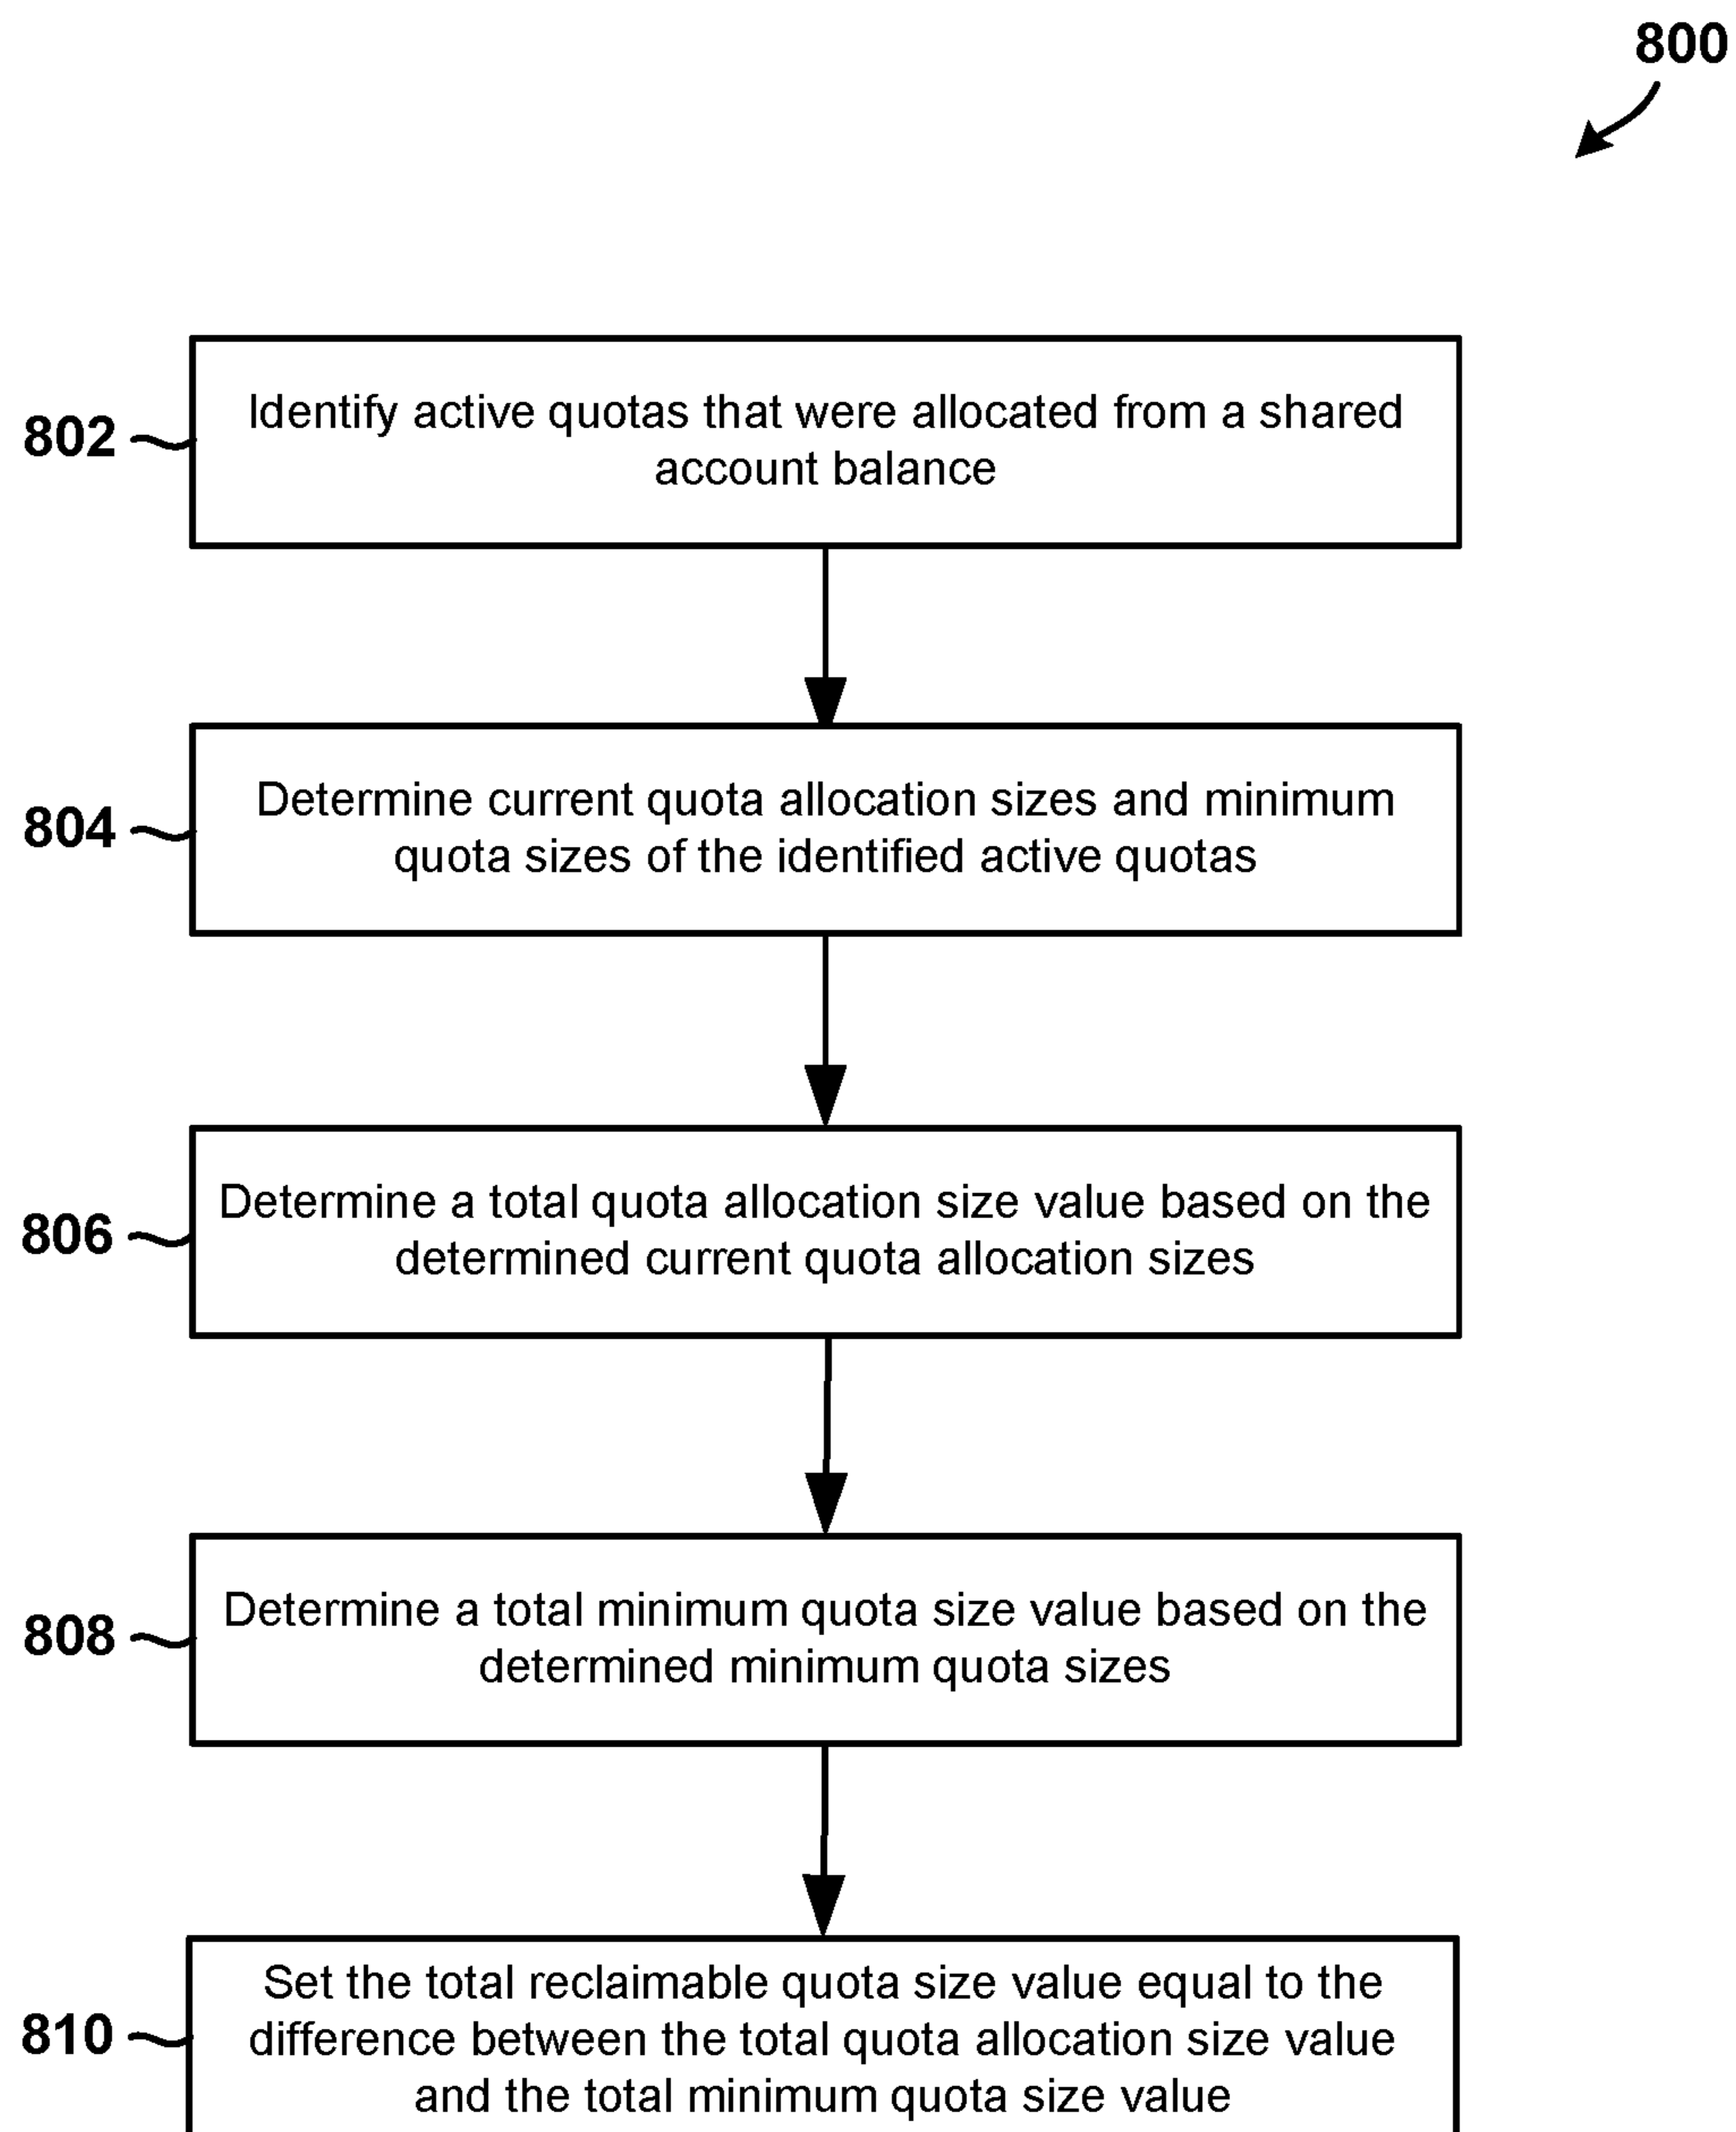 800
802
Identify active quotas that were allocated from a shared
account balance
804
Determine current quota allocation sizes and minimum
quota sizes of the identified active quotas
806
Determine a total quota allocation size value based on the
determined current quota allocation sizes
808
Determine a total minimum quota size value based on the
determined minimum quota sizes
810
Set the total reclaimable quota size value equal to the
difference between the total quota allocation size value
and the total minimum quota size value